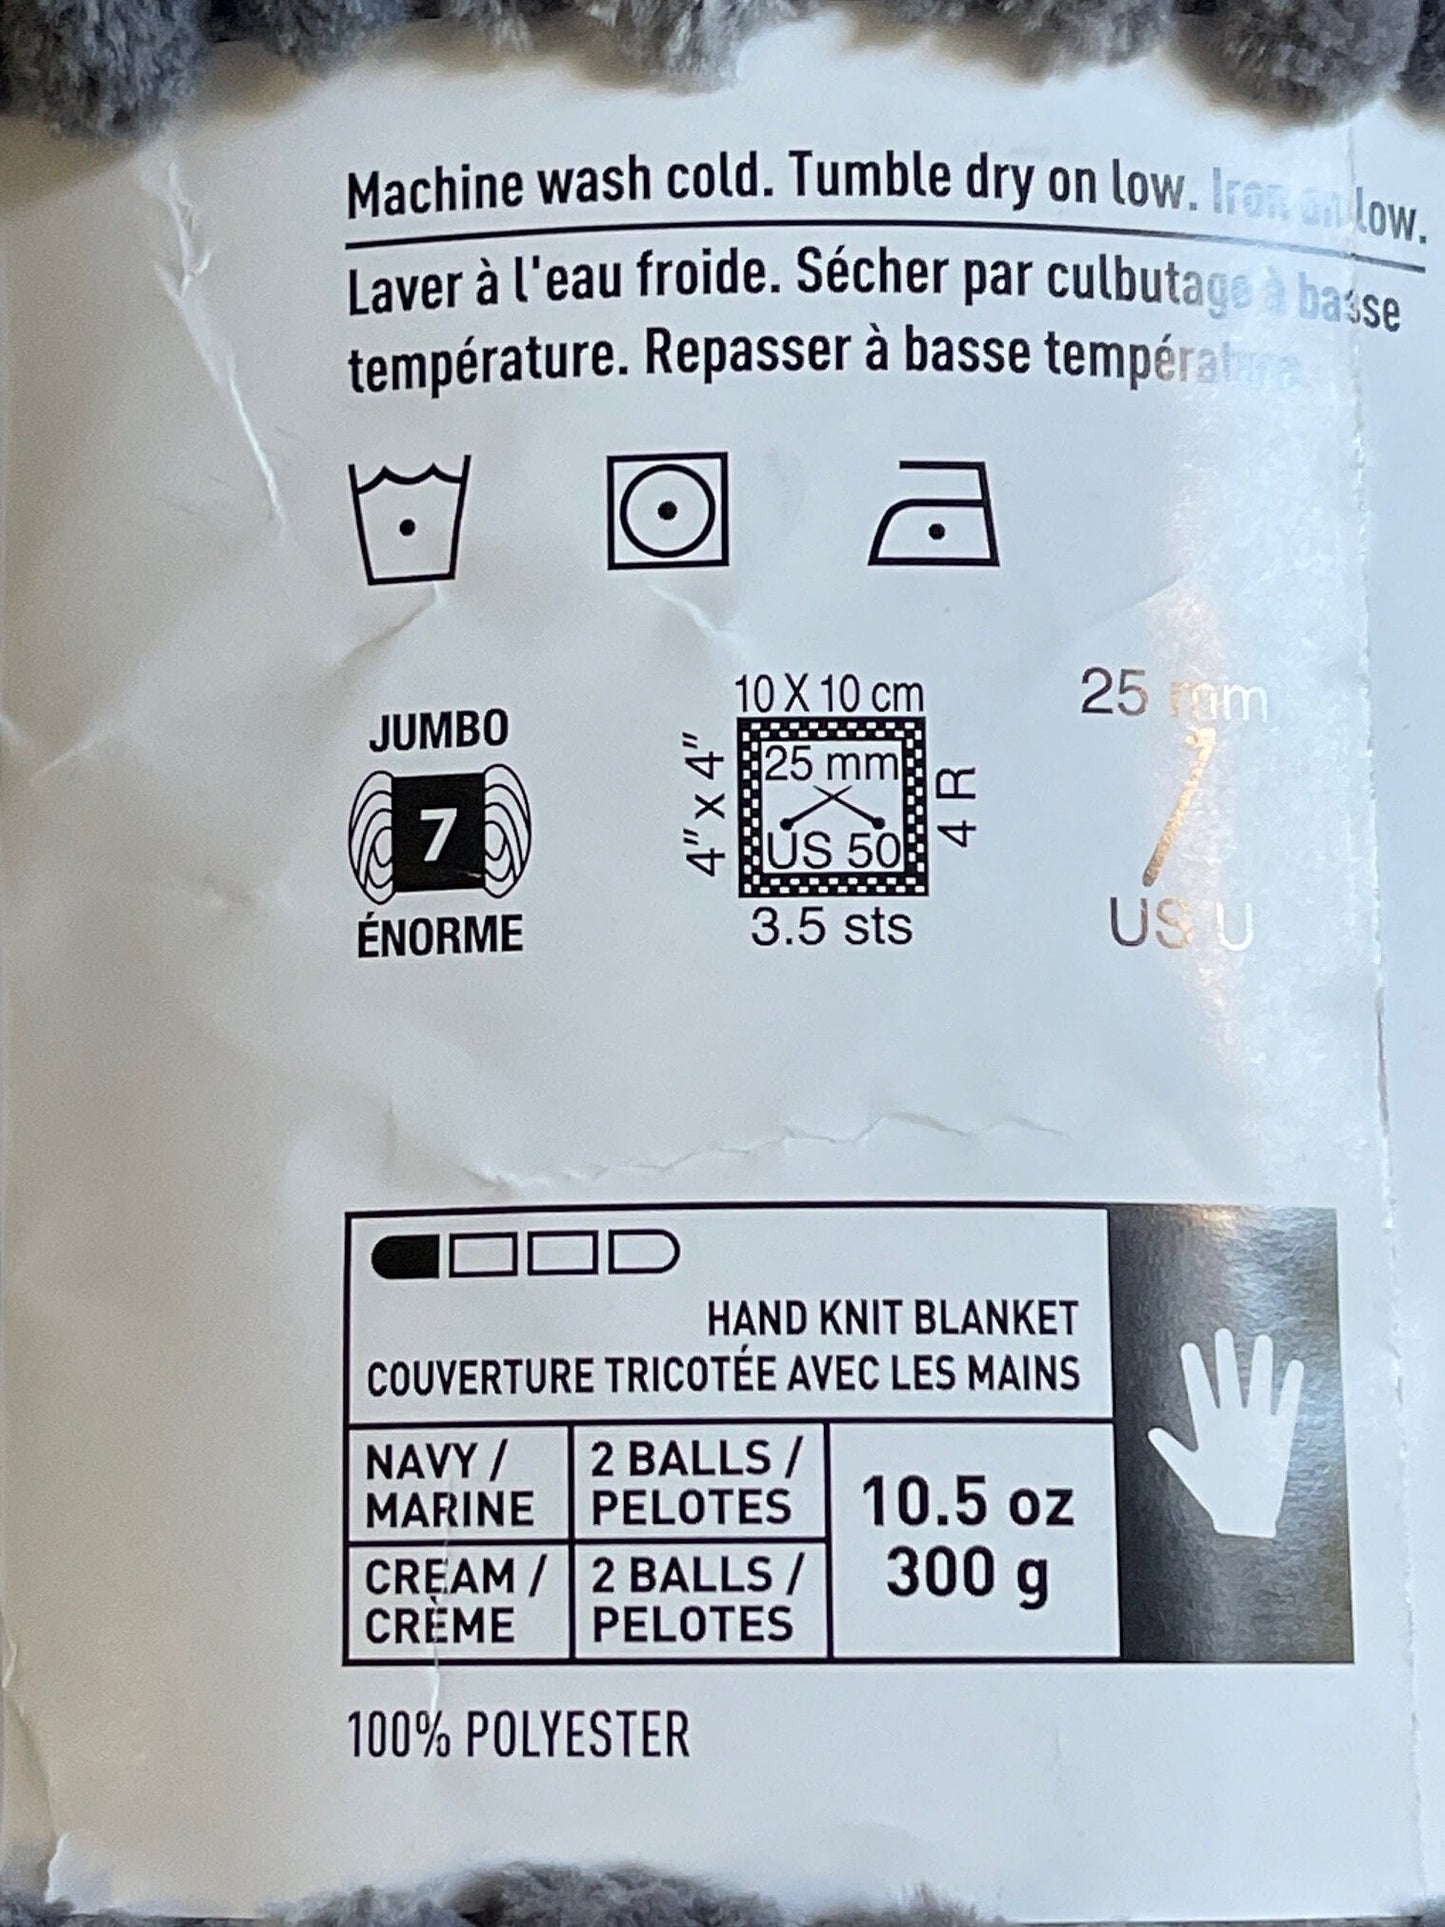 Machine wash cold. Tumble dry on low. Iron on low.
Laver à l'eau froide. Sécher par culbutage à basse
température. Repasser à basse température.
JUMBO
7
ÉNORME
10 X 10 cm
4" x 4"
25 mm
US 50
4 R
3.5 sts
25 mm
US U
HAND KNIT BLANKET
COUVERTURE TRICOTÉE AVEC LES MAINS
NAVY /
MARINE
2 BALLS /
PELOTES
10.5 oz
300 g
CREAM /
CRÈME
2 BALLS /
PELOTES
100% POLYESTER